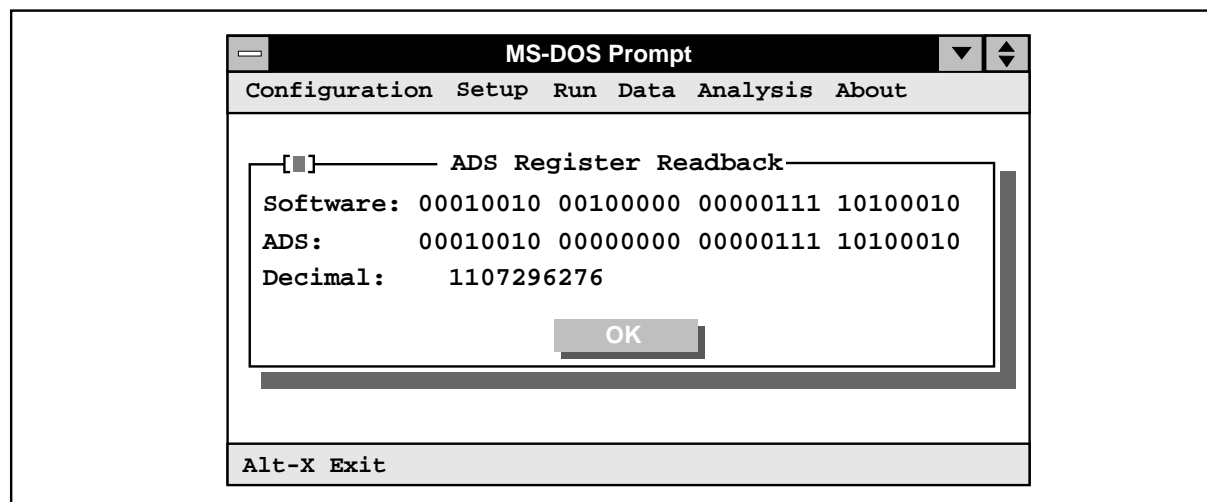 MS-DOS Prompt
Configuration Setup Run Data Analysis About
ADS Register Readback
Software: 00010010 00100000 00000111 10100010
ADS: 00010010 00000000 00000111 10100010
Decimal: 1107296276
OK
Alt-X Exit